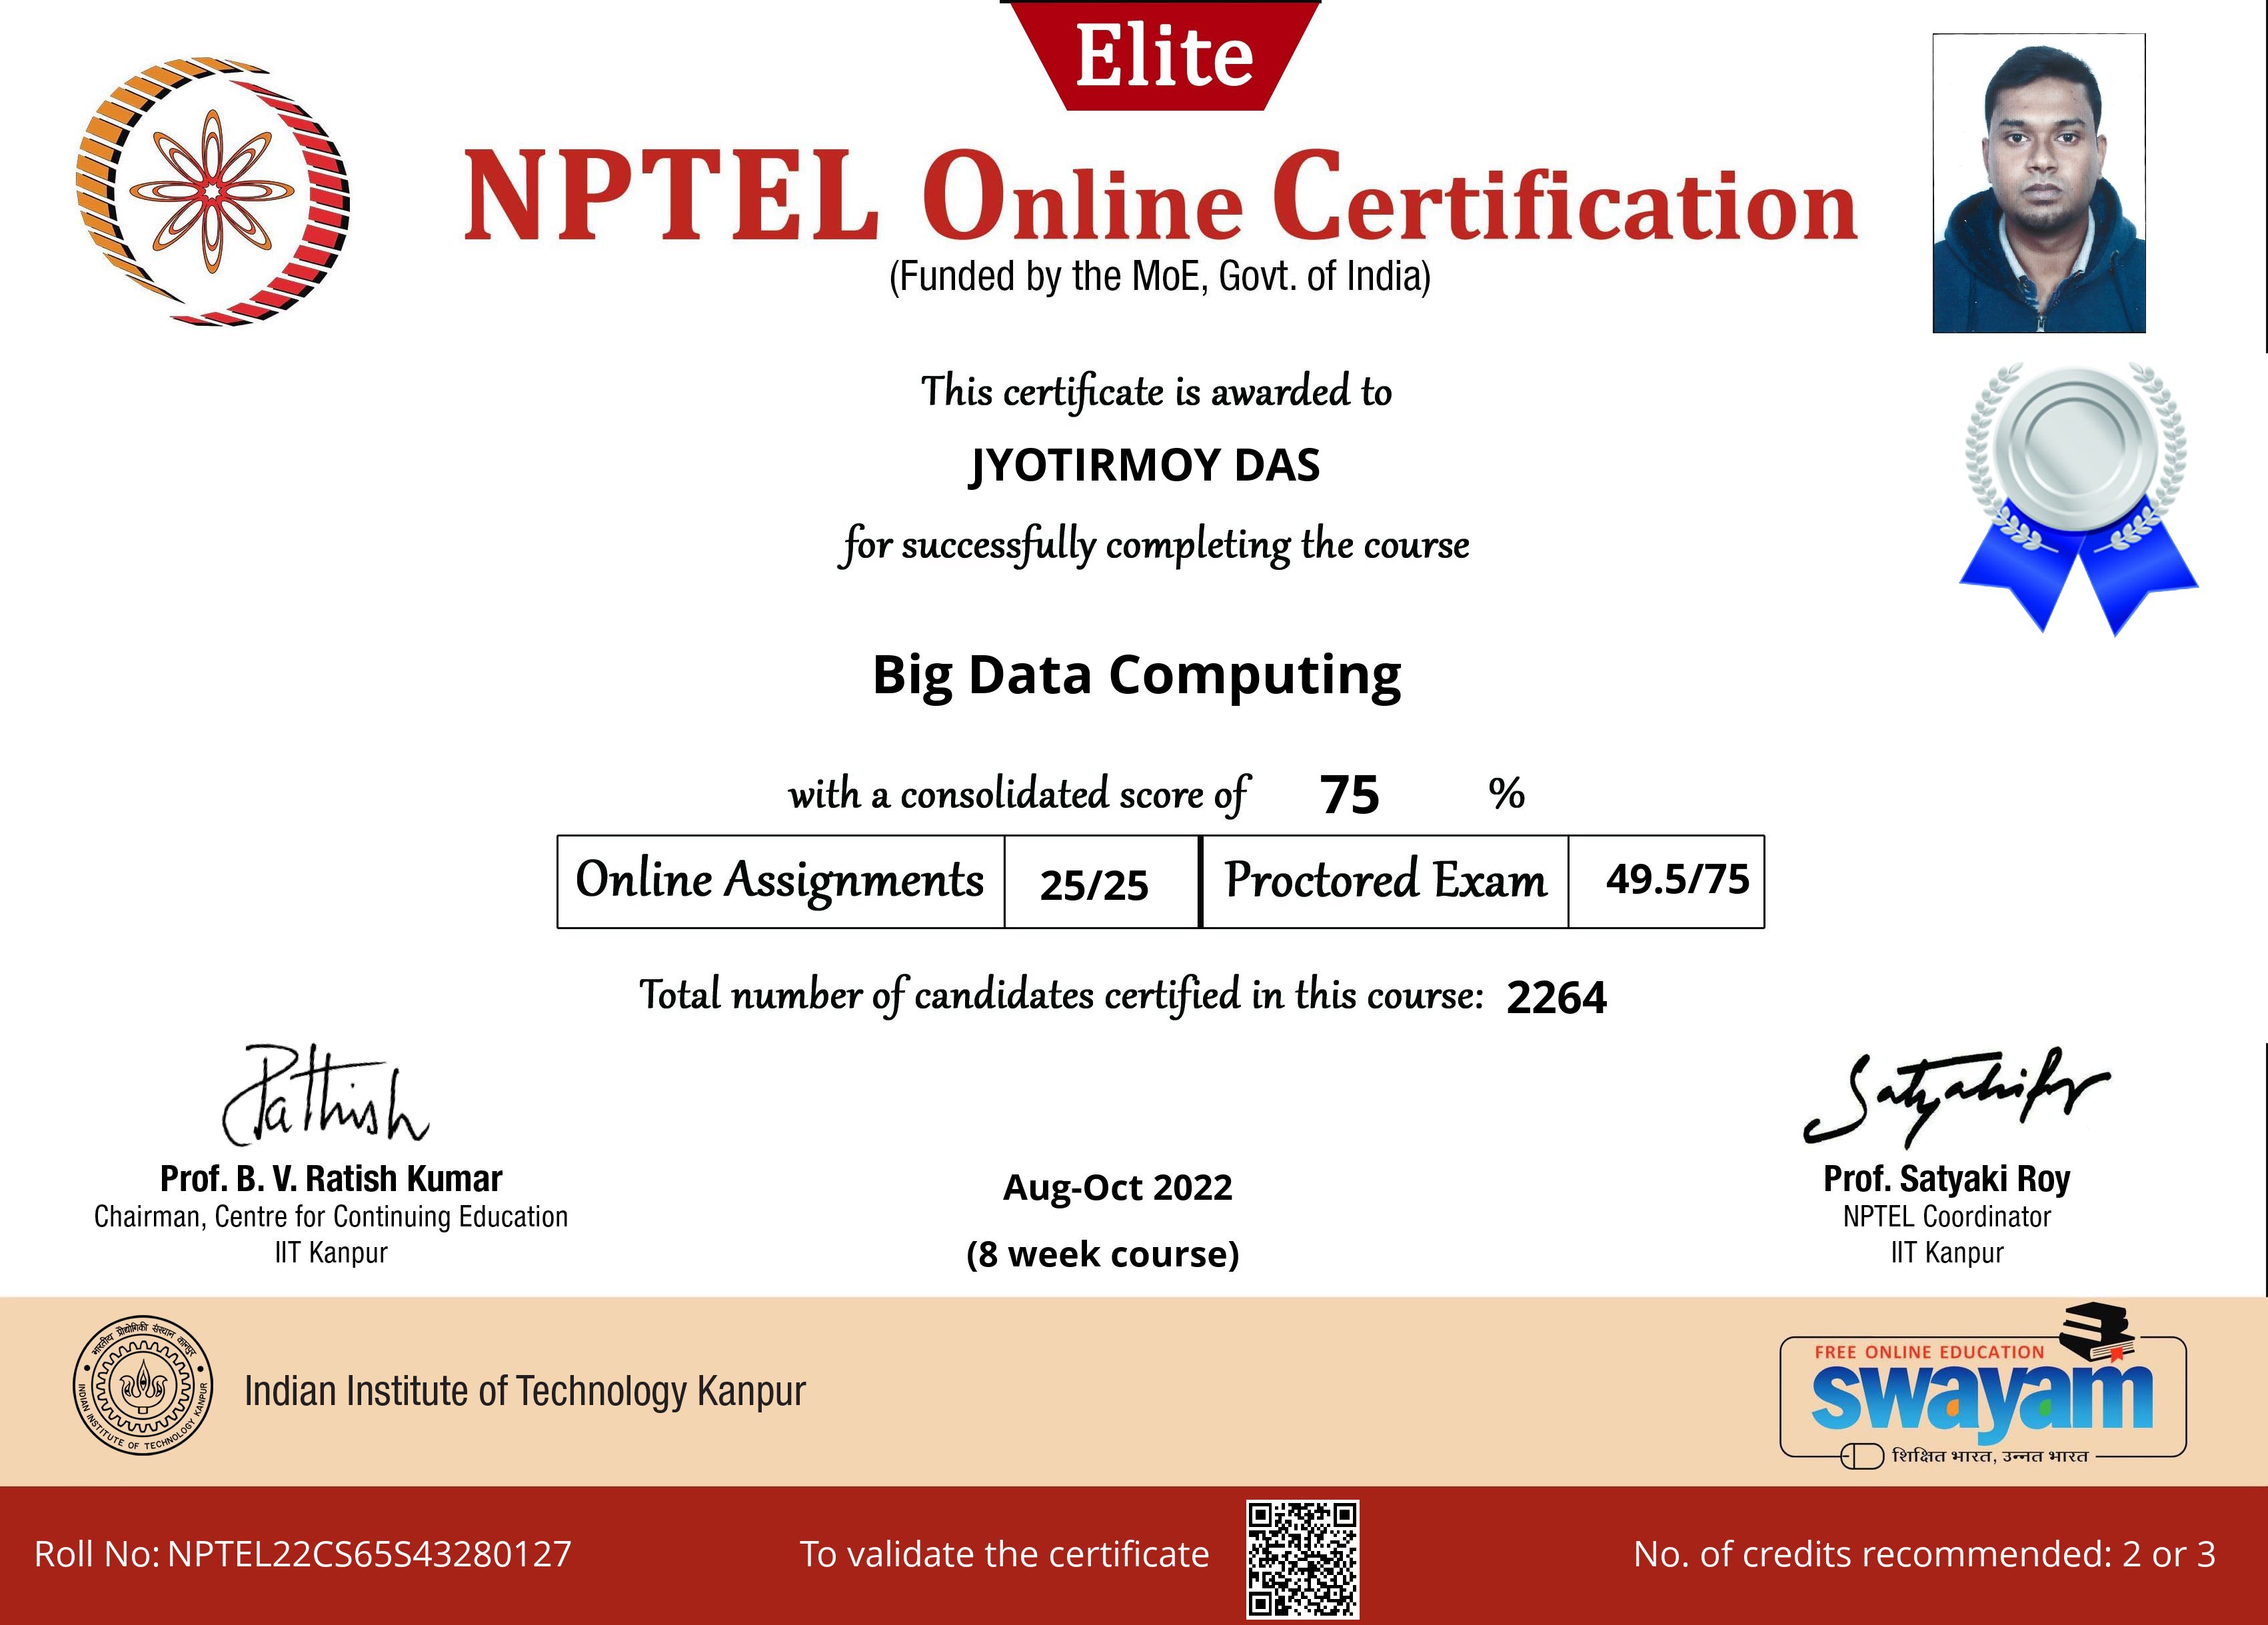 Elite
NPTEL Online Certification
(Funded by the MoE, Govt. of India)
This certificate is awarded to
JYOTIRMOY DAS
for successfully completing the course
Big Data Computing
with a consolidated score of 75 %
Online Assignments 25/25 Proctored Exam 49.5/75
Total number of candidates certified in this course: 2264
Prof. B. V. Ratish Kumar
Chairman, Centre for Continuing Education
IIT Kanpur
Aug-Oct 2022
(8 week course)
Prof. Satyaki Roy
NPTEL Coordinator
IIT Kanpur
भारतीय प्रौद्योगिकी संस्थान कानपुर
INDIAN INSTITUTE OF TECHNOLOGY KANPUR
Indian Institute of Technology Kanpur
FREE ONLINE EDUCATION
swayam
शिक्षित भारत, उन्नत भारत
Roll No: NPTEL22CS65S43280127
To validate the certificate
No. of credits recommended: 2 or 3